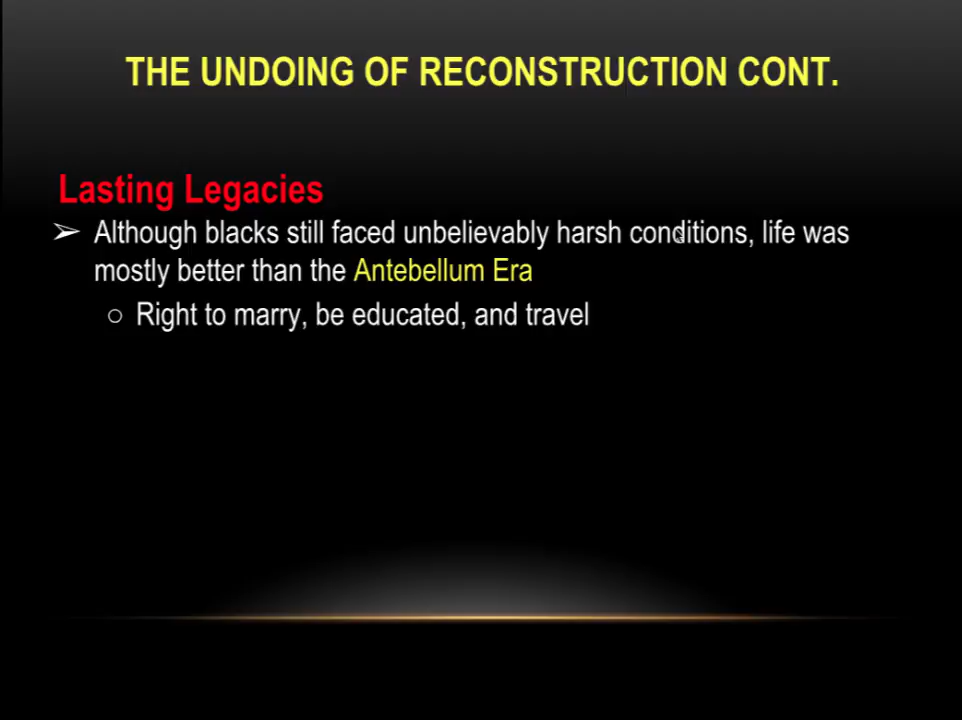 THE UNDOING OF RECONSTRUCTION CONT.
Lasting Legacies
➢ Although blacks still faced unbelievably harsh conditions, life was
mostly better than the Antebellum Era
○ Right to marry, be educated, and travel